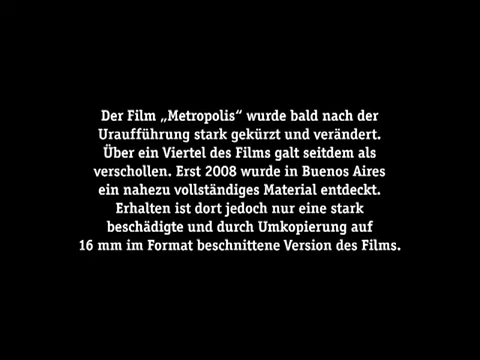 Der Film „Metropolis“ wurde bald nach der
Uraufführung stark gekürzt und verändert.
Über ein Viertel des Films galt seitdem als
verschollen. Erst 2008 wurde in Buenos Aires
ein nahezu vollständiges Material entdeckt.
Erhalten ist dort jedoch nur eine stark
beschädigte und durch Umkopierung auf
16 mm im Format beschnittene Version des Films.